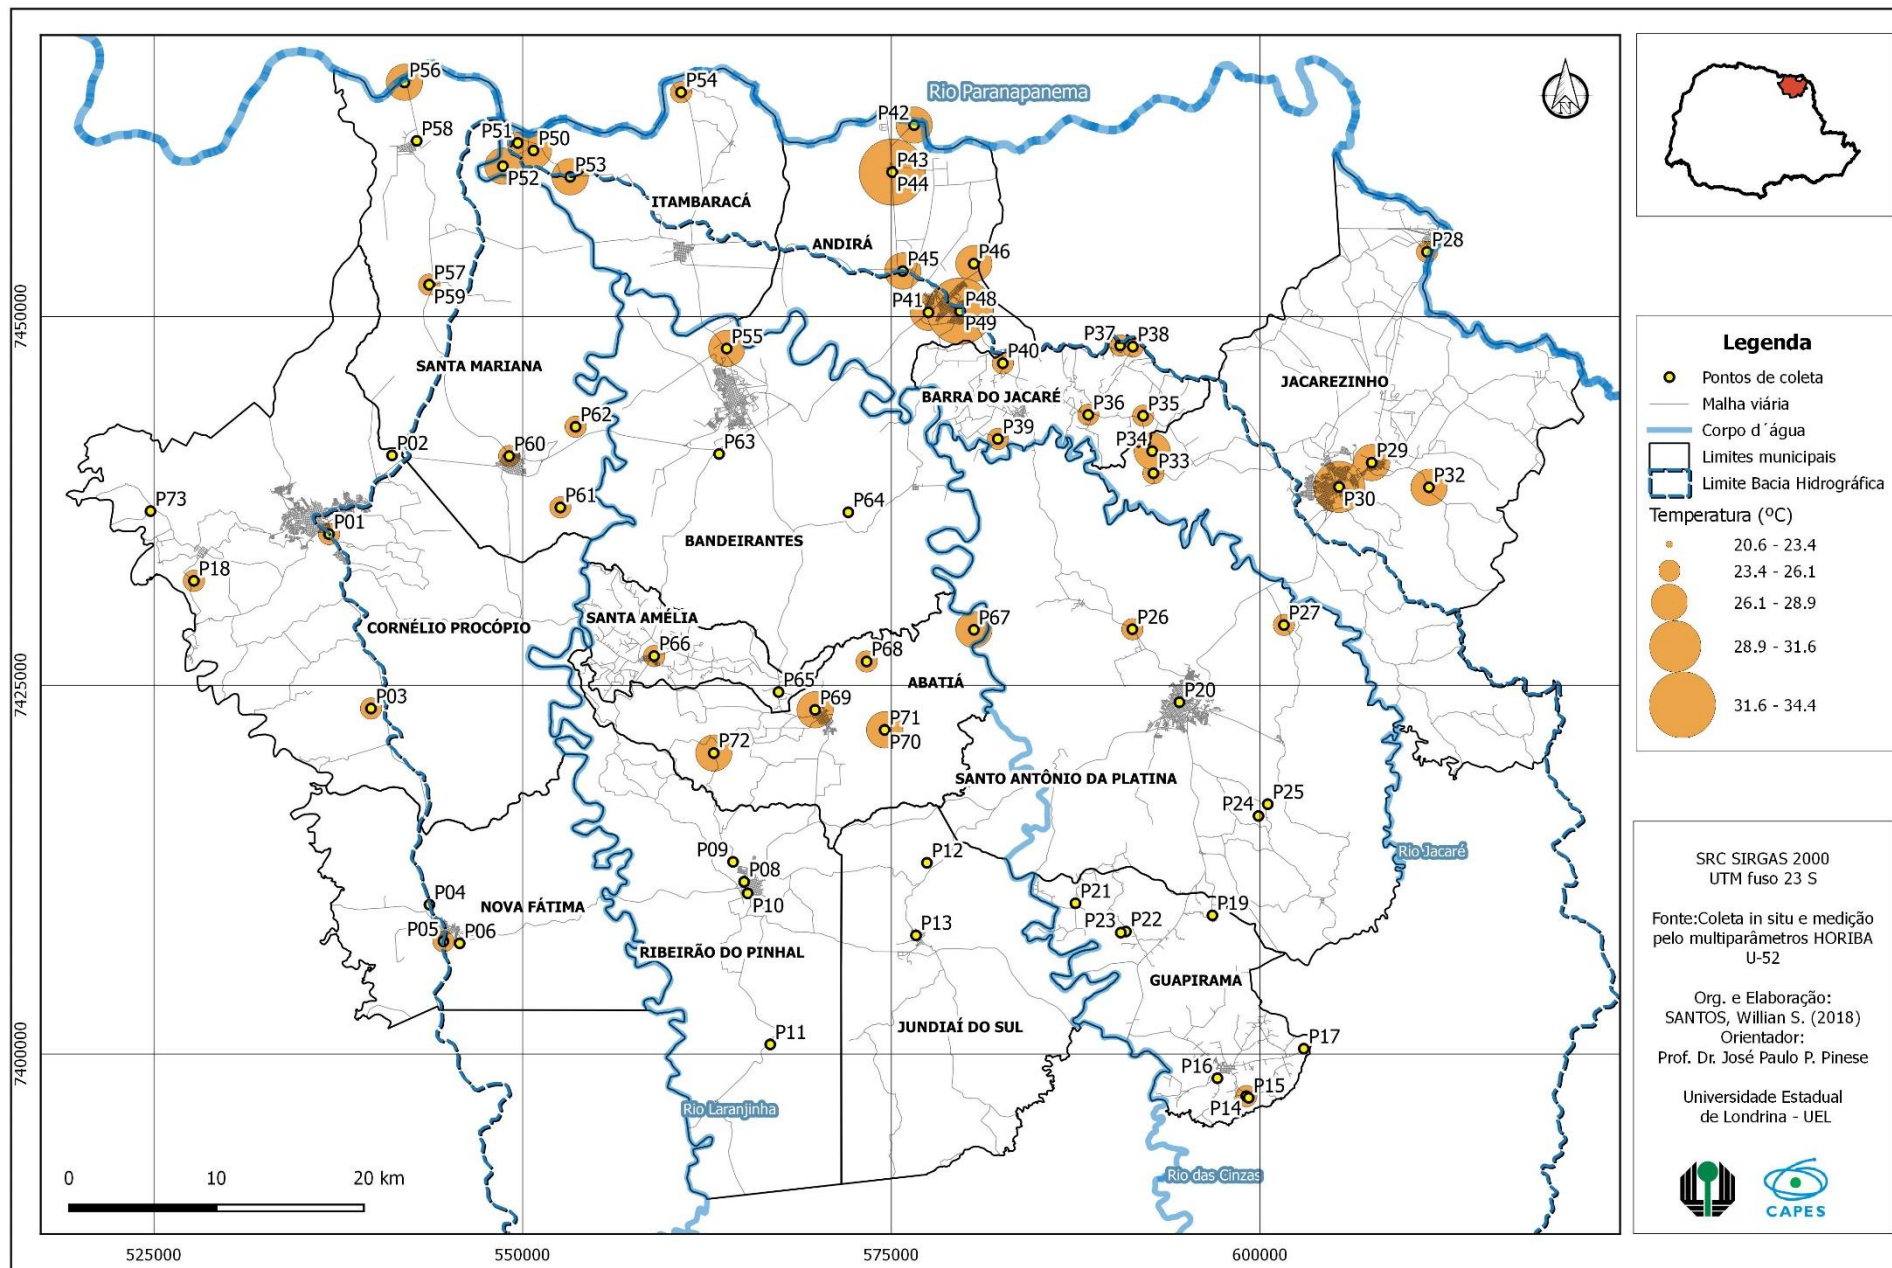 P56
P54
Rio Paranapanema
P42
P58
P51
P50
P53
P52
P43
P44
ITAMBARACÁ
ANDIRÁ
P28
P45
P46
P57
P59
P41
P48
P49
7450000
P37
P38
P55
P40
SANTA MARIANA
JACAREZINHO
BARRA DO JACARÉ
P36
P35
P62
P39
P02
P60
P63
P34
P33
P29
P30
P32
P73
P61
P64
P01
BANDEIRANTES
P18
CORNÉLIO PROCÓPIO
SANTA AMÉLIA
P67
P26
P27
P66
P68
P65
ABATIÁ
7425000
P03
P69
P20
P71
P70
P72
SANTO ANTÔNIO DA PLATINA
P24
P25
P09
P08
P10
P12
Rio Jacaré
P04
NOVA FÁTIMA
P21
P19
P05
P06
P23
P22
P13
RIBEIRÃO DO PINHAL
GUAPIRAMA
JUNDIAÍ DO SUL
P11
P17
7400000
P16
P15
P14
Rio Laranjinha
Rio das Cinzas
0 10 20 km
525000 550000 575000 600000
N
Legenda
Pontos de coleta
Malha viária
Corpo d´água
Limites municipais
Limite Bacia Hidrográfica
Temperatura (ºC)
20.6 - 23.4
23.4 - 26.1
26.1 - 28.9
28.9 - 31.6
31.6 - 34.4
SRC SIRGAS 2000
UTM fuso 23 S
Fonte:Coleta in situ e medição
pelo multiparâmetros HORIBA
U-52
Org. e Elaboração:
SANTOS, Willian S. (2018)
Orientador:
Prof. Dr. José Paulo P. Pinese
Universidade Estadual
de Londrina - UEL
CAPES